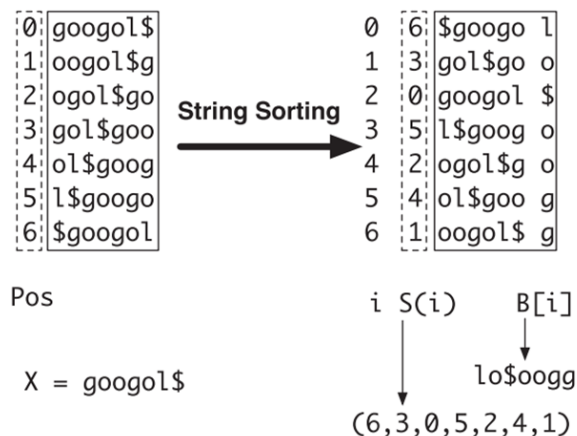 0 googol$ 0 6 $googo l
1 oogol$g 1 3 gol$go o
2 ogol$go 2 0 googol $
String Sorting
3 gol$goo 3 5 l$goog o
4 ol$goog 4 2 ogol$g o
5 l$googo 5 4 ol$goo g
6 $googol 6 1 oogol$ g
Pos i S(i) B[i]
X = googol$ lo$oogg
(6,3,0,5,2,4,1)